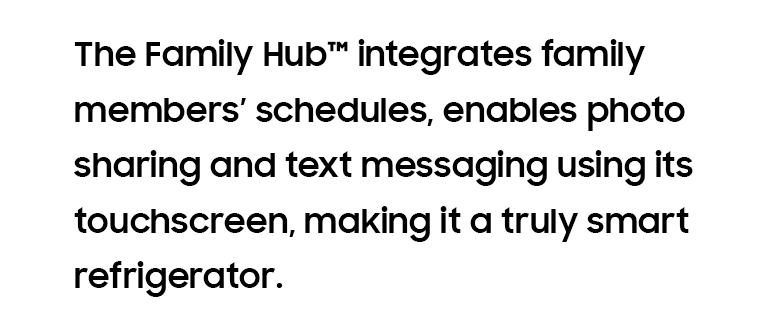 The Family Hub™ integrates family
members’ schedules, enables photo
sharing and text messaging using its
touchscreen, making it a truly smart
refrigerator.